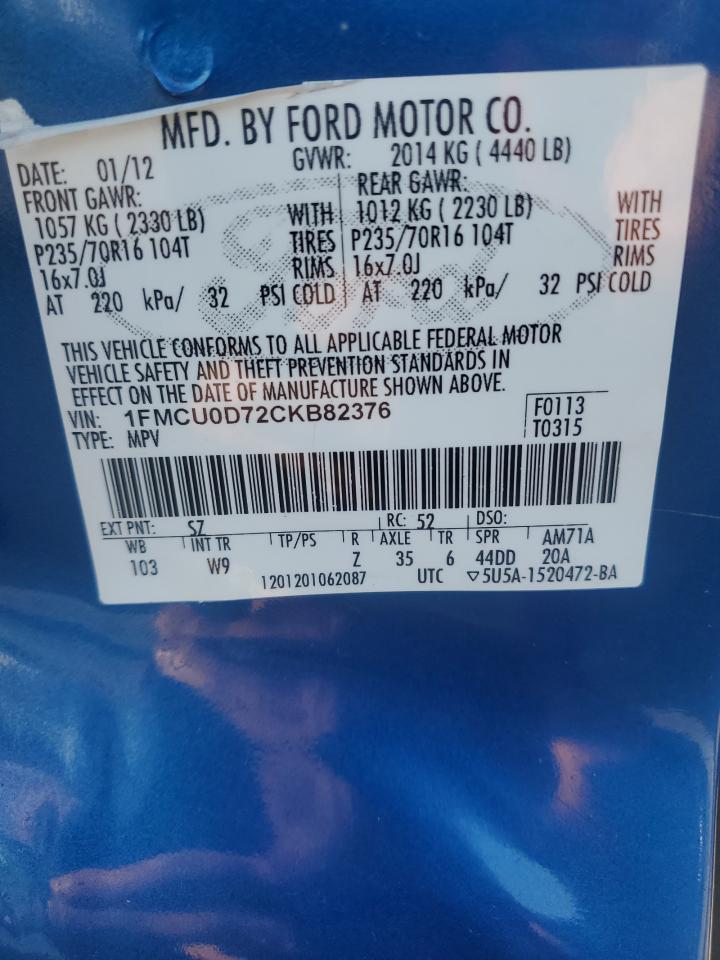 MFD. BY FORD MOTOR CO.
DATE: 01/12 GVWR: 2014 KG ( 4440 LB)
FRONT GAWR: REAR GAWR:
1057 KG ( 2330 LB) WITH 1012 KG ( 2230 LB) WITH
P235/70R16 104T TIRES P235/70R16 104T TIRES
16x7.0J RIMS 16x7.0J RIMS
AT 220 kPa/ 32 PSI COLD AT 220 kPa/ 32 PSI COLD
Ford
THIS VEHICLE CONFORMS TO ALL APPLICABLE FEDERAL MOTOR
VEHICLE SAFETY AND THEFT PREVENTION STANDARDS IN
EFFECT ON THE DATE OF MANUFACTURE SHOWN ABOVE.
VIN: 1FMCU0D72CKB82376 F0113
TYPE: MPV T0315
EXT PNT: SZ RC: 52 DSO:
WB INT TR TP/PS R AXLE TR SPR AM71A
103 W9 Z 35 6 44DD 20A
1201201062087 UTC ▽5U5A-1520472-BA